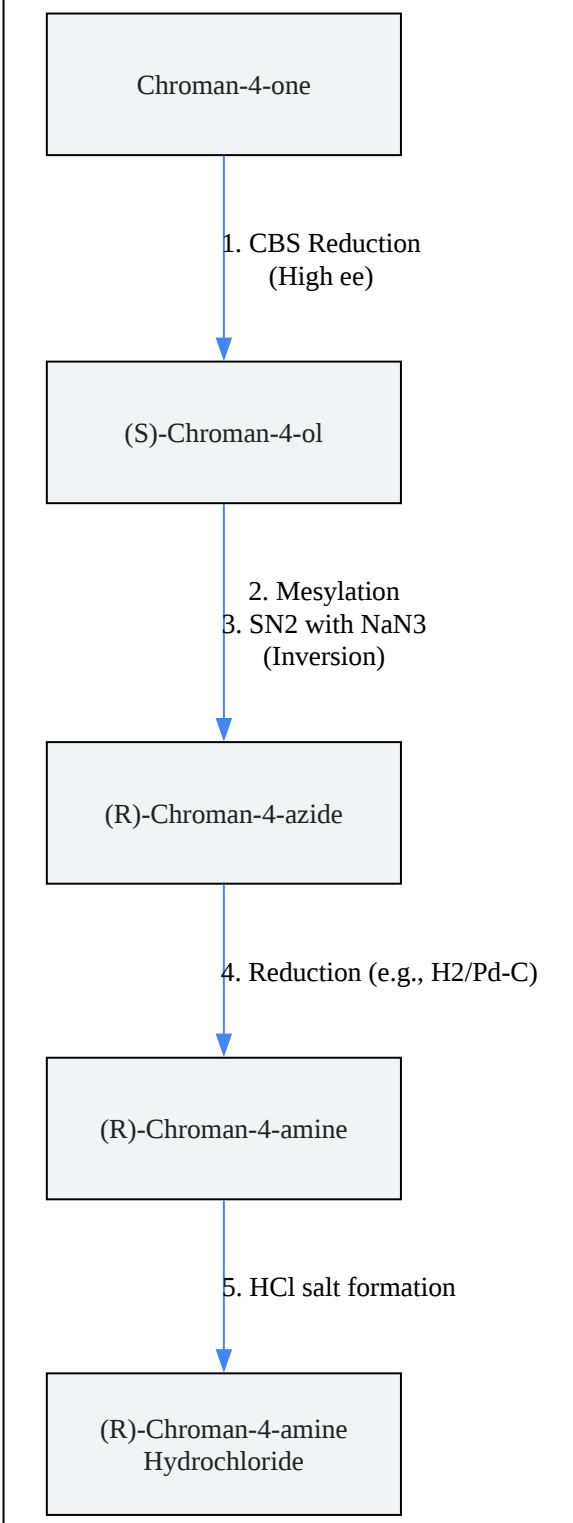 Chroman-4-one
1. CBS Reduction
(High ee)
(S)-Chroman-4-ol
2. Mesylation
3. SN2 with NaN3
(Inversion)
(R)-Chroman-4-azide
4. Reduction (e.g., H2/Pd-C)
(R)-Chroman-4-amine
5. HCl salt formation
(R)-Chroman-4-amine
Hydrochloride